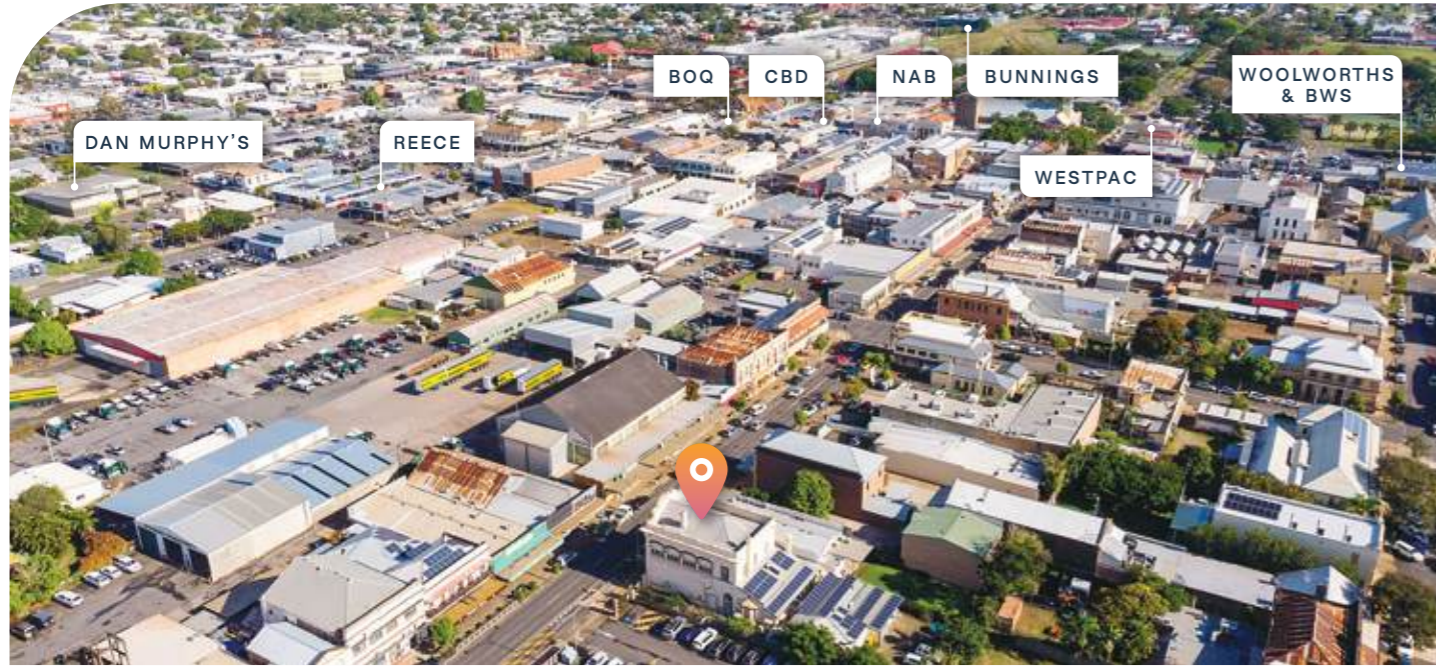 BOQ
CBD
NAB
BUNNINGS
WOOLWORTHS
& BWS
DAN MURPHY'S
REECE
WESTPAC